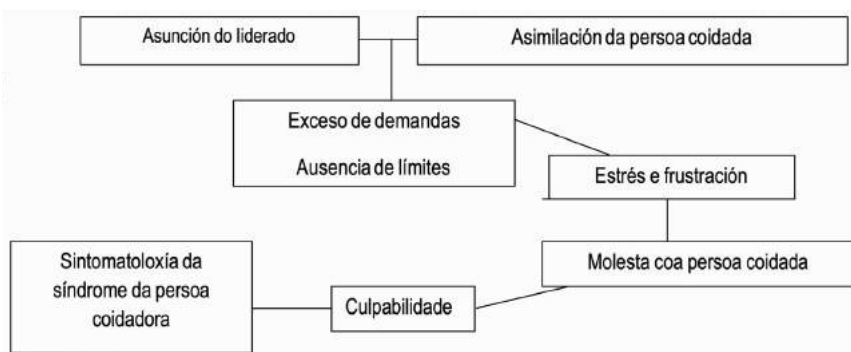 Asunción do liderado
Asimilación da persoa coidada
Exceso de demandas
Ausencia de límites
Estrés e frustración
Molesta coa persoa coidada
Culpabilidade
Sintomatoloxía da
síndrome da persoa
coidadora